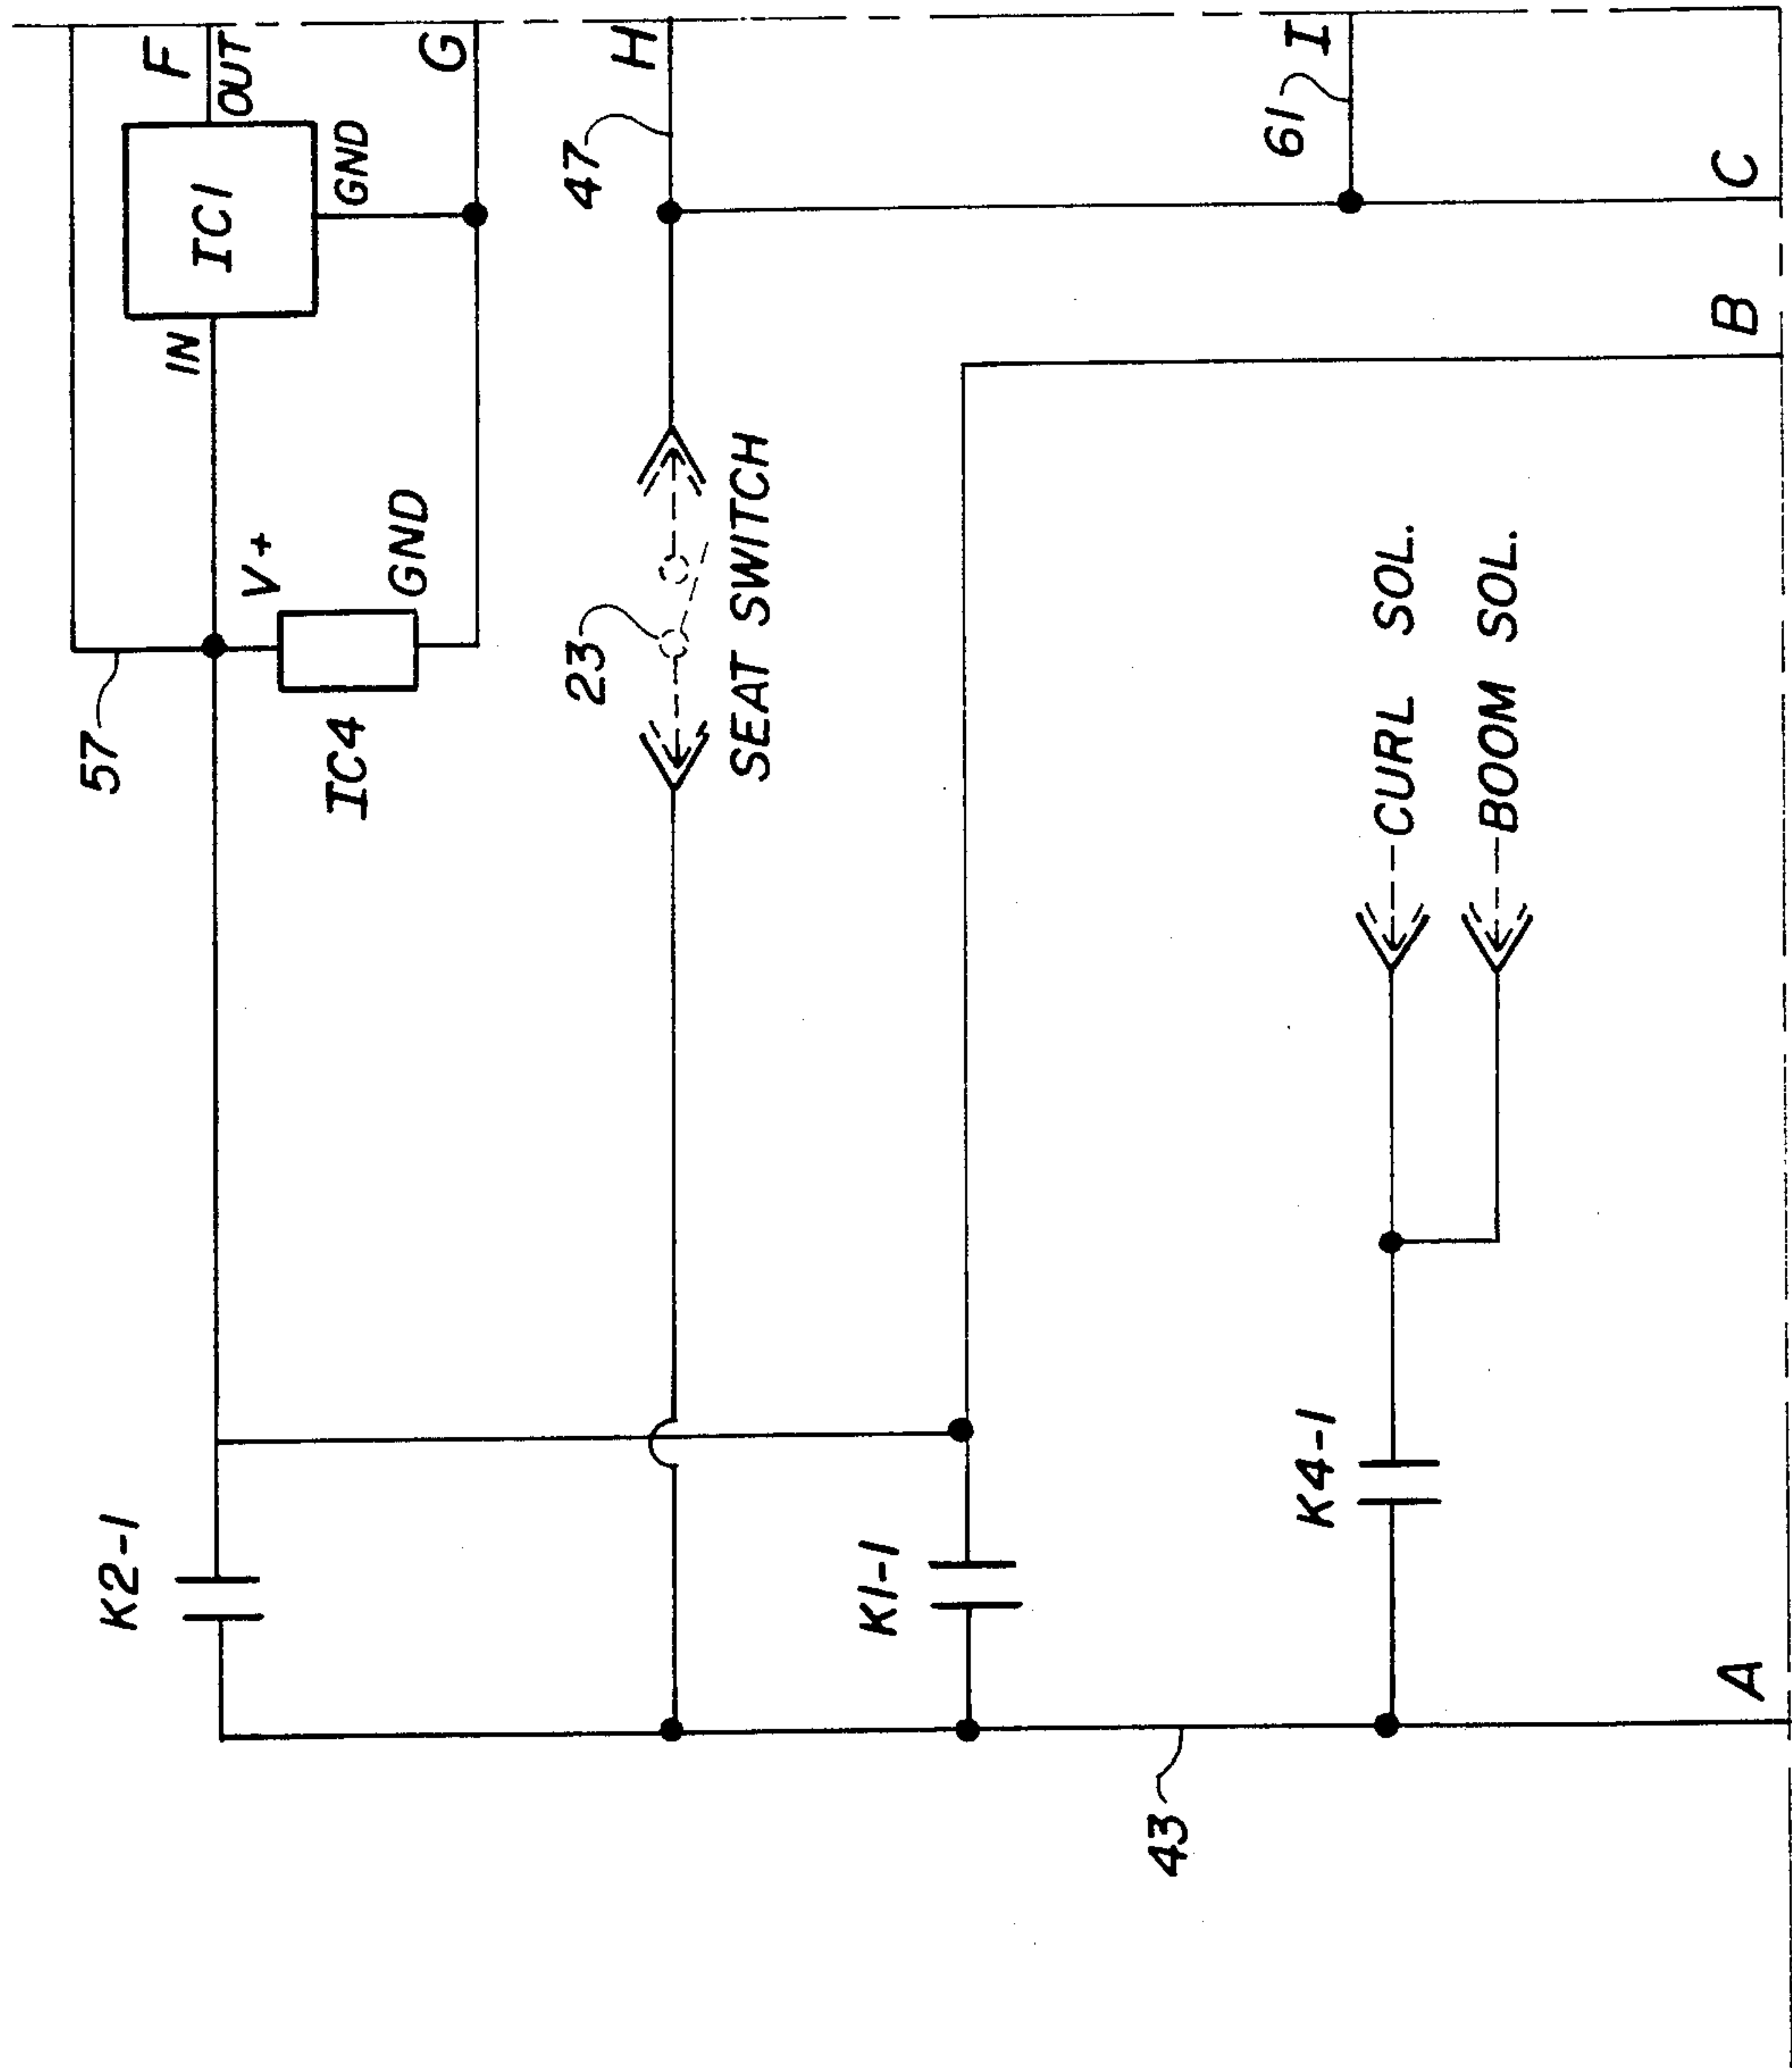 57
F
OUT
IC1
IN
GND
G
V+
GND
IC4
K2-1
47
H
23
SEAT SWITCH
K1-1
61
I
CURL SOL.
BOOM SOL.
K4-1
43
A
B
C